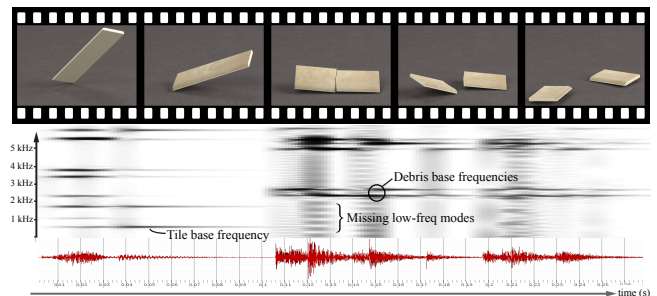 5 kHz
4 kHz
3 kHz
2 kHz
1 kHz
Debris base frequencies
Missing low-freq modes
Tile base frequency
time (s)